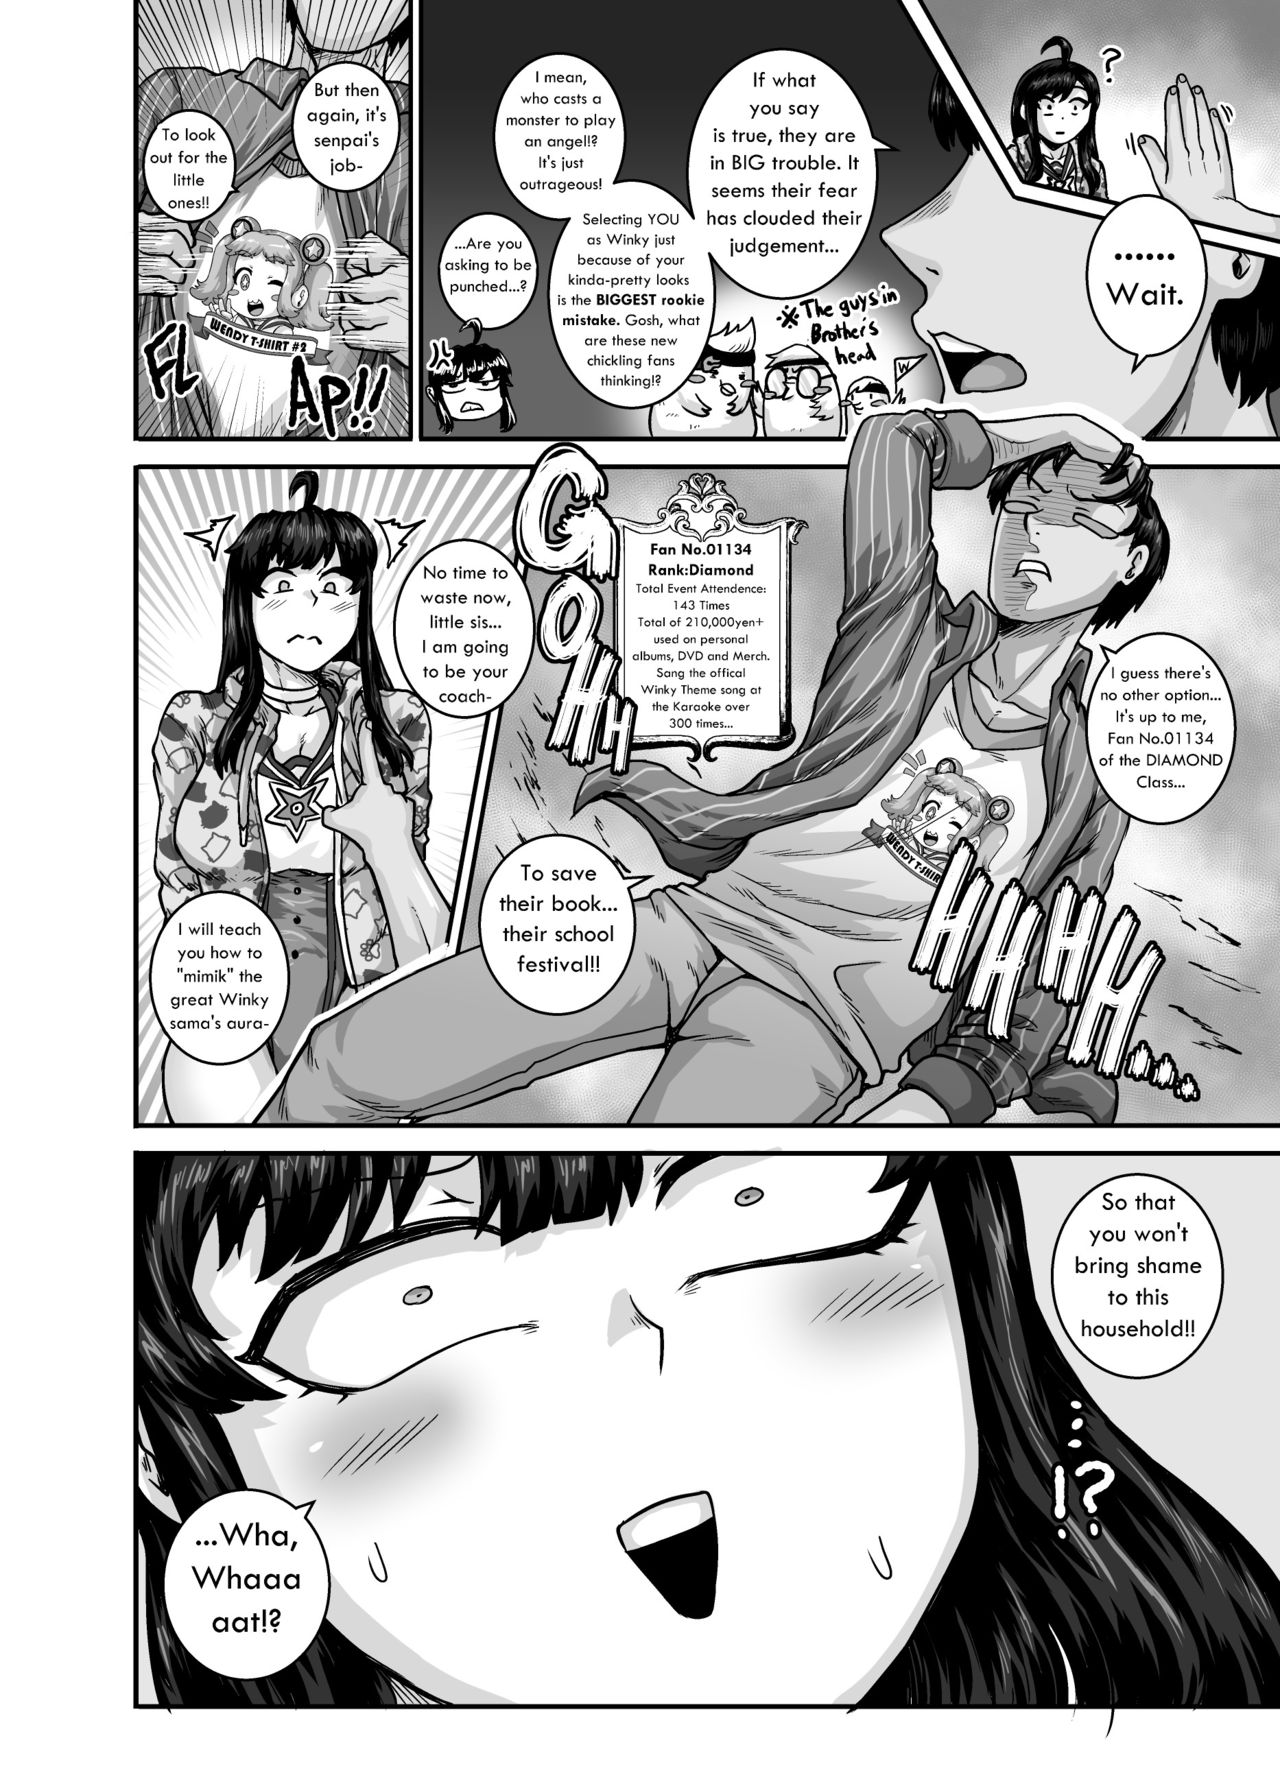 ?
......
Wait.
If what
you say
is true, they are
in BIG trouble. It
seems their fear
has clouded their
judgement...
※ The guys in
Brother's
head
W
I mean,
who casts a
monster to play
an angel!?
It's just
outrageous!
Selecting YOU
as Winky just
because of your
kinda-pretty looks
is the BIGGEST rookie
mistake. Gosh, what
are these new
chickling fans
thinking!?
...Are you
asking to be
punched...?
But then
again, it's
senpai's
job-
To look
out for the
little
ones!!
WENDY T-SHIRT #2
FL
AP!!
I guess there's
no other option...
It's up to me,
Fan No.01134
of the DIAMOND
Class...
Fan No.01134
Rank:Diamond
Total Event Attendence:
143 Times
Total of 210,000yen+
used on personal
albums, DVD and Merch.
Sang the offical
Winky Theme song at
the Karaoke over
300 times...
GOHHH
WENDY T-SHIRT
HHHH......
To save
their book...
their school
festival!!
No time to
waste now,
little sis...
I am going
to be your
coach-
I will teach
you how to
"mimik" the
great Winky
sama's aura-
So that
you won't
bring shame
to this
household!!
...!?
...Wha,
Whaaa
aat!?